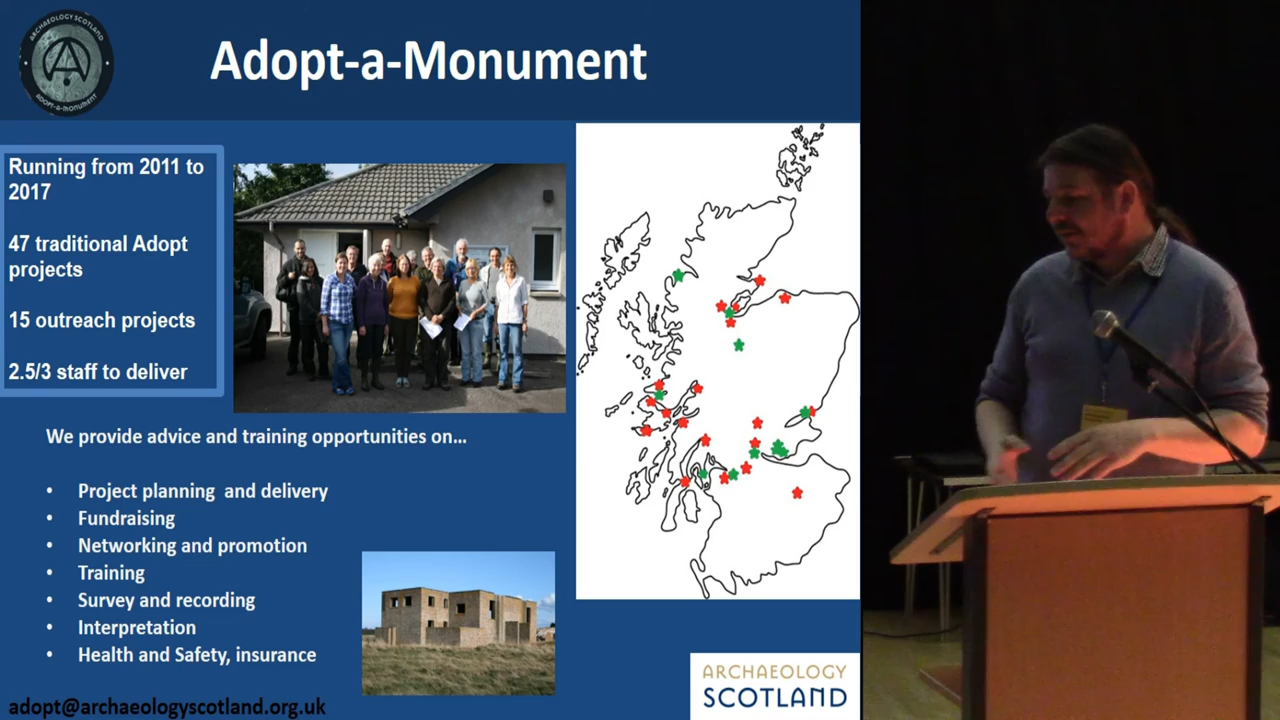 ARCHAEOLOGY SCOTLAND
ADOPT-A-MONUMENT
Adopt-a-Monument
Running from 2011 to
2017
47 traditional Adopt
projects
15 outreach projects
2.5/3 staff to deliver
We provide advice and training opportunities on...
• Project planning and delivery
• Fundraising
• Networking and promotion
• Training
• Survey and recording
• Interpretation
• Health and Safety, insurance
adopt@archaeologyscotland.org.uk
ARCHAEOLOGY
SCOTLAND